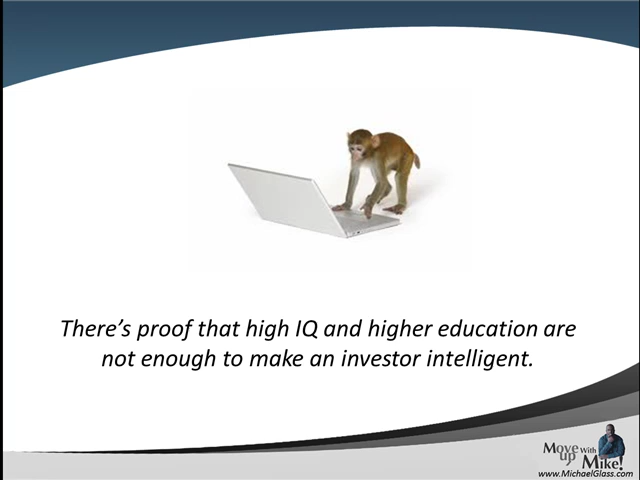 There's proof that high IQ and higher education are
not enough to make an investor intelligent.
Move up With Mike!
www.MichaelGlass.com